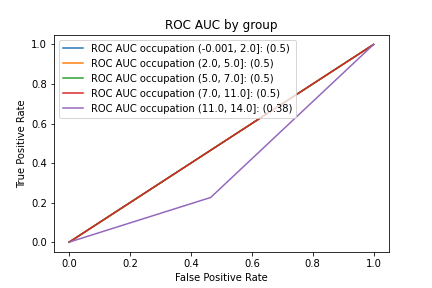 ROC AUC by group
ROC AUC occupation (-0.001, 2.0]: (0.5)
ROC AUC occupation (2.0, 5.0]: (0.5)
ROC AUC occupation (5.0, 7.0]: (0.5)
ROC AUC occupation (7.0, 11.0]: (0.5)
ROC AUC occupation (11.0, 14.0]: (0.38)
True Positive Rate
1.0
0.8
0.6
0.4
0.2
0.0
0.0 0.2 0.4 0.6 0.8 1.0
False Positive Rate